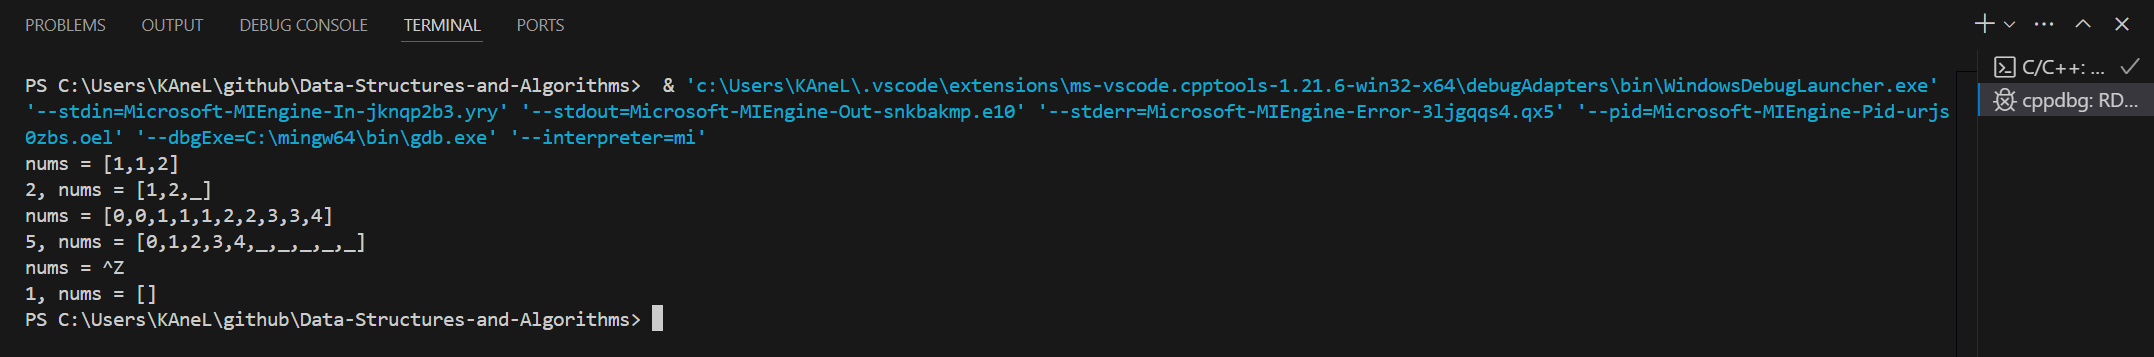 PROBLEMS OUTPUT DEBUG CONSOLE TERMINAL PORTS
PS C:\Users\KAneL\github\Data-Structures-and-Algorithms>  & 'c:\Users\KAneL\.vscode\extensions\ms-vscode.cpptools-1.21.6-win32-x64\debugAdapters\bin\WindowsDebugLauncher.exe'
'--stdin=Microsoft-MIEngine-In-jknqp2b3.yry' '--stdout=Microsoft-MIEngine-Out-snkbakmp.e10' '--stderr=Microsoft-MIEngine-Error-3ljgqqs4.qx5' '--pid=Microsoft-MIEngine-Pid-urjs
0zbs.oel' '--dbgExe=C:\mingw64\bin\gdb.exe' '--interpreter=mi'
nums = [1,1,2]
2, nums = [1,2,_]
nums = [0,0,1,1,1,2,2,3,3,4]
5, nums = [0,1,2,3,4,_,_,_,_,_]
nums = ^Z
1, nums = []
PS C:\Users\KAneL\github\Data-Structures-and-Algorithms>
C/C++: ...
cppdbg: RD...